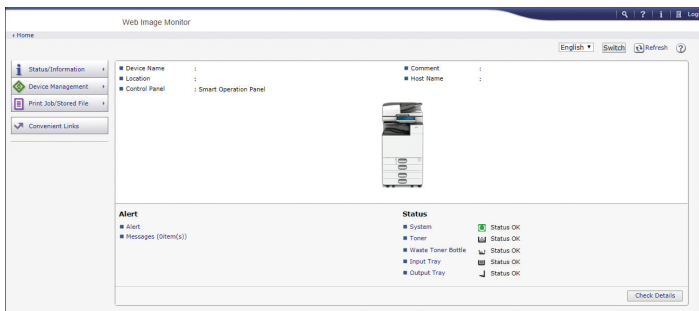 Web Image Monitor
Log
Home
English Switch Refresh
Status/Information
Device Management
Print Job/Stored File
Convenient Links
Device Name :
Comment :
Location :
Host Name :
Control Panel : Smart Operation Panel
Alert
Status
Alert
System Status OK
Messages (0item(s))
Toner Status OK
Waste Toner Bottle Status OK
Input Tray Status OK
Output Tray Status OK
Check Details